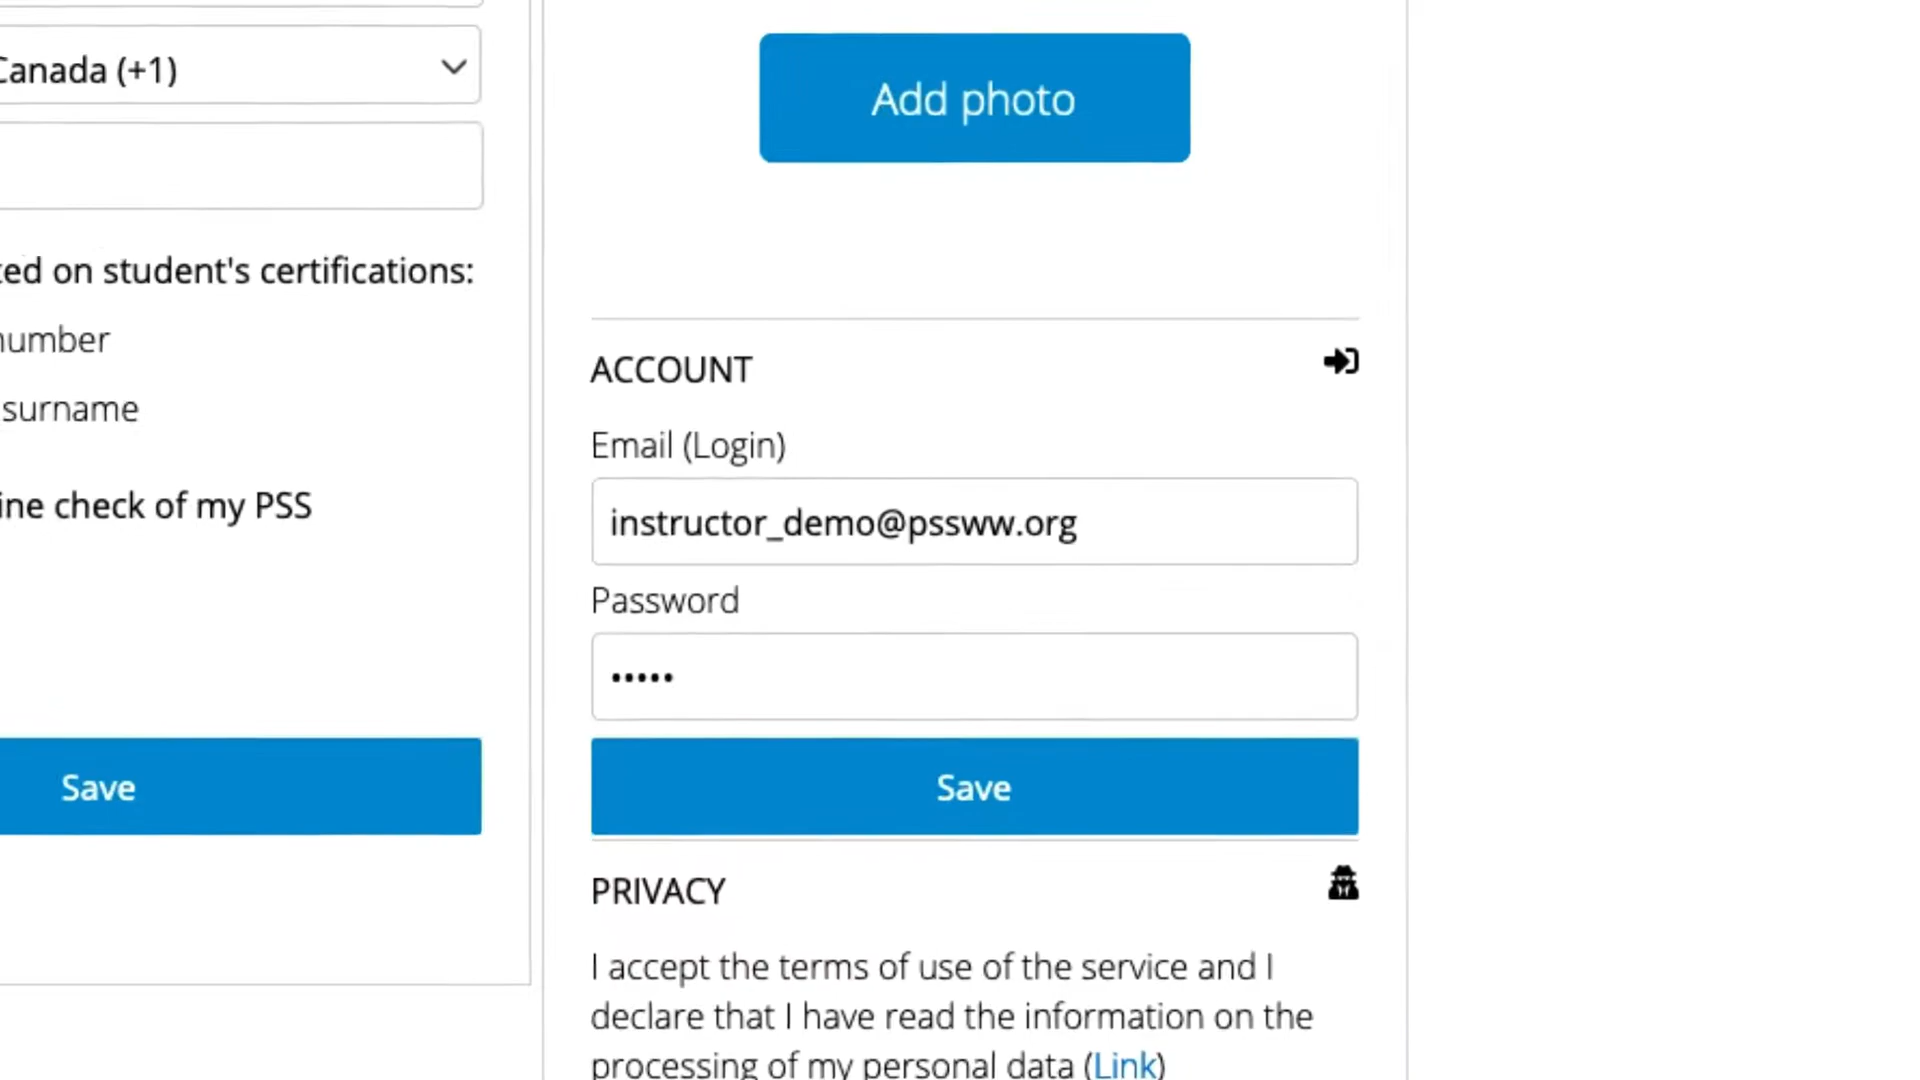 Canada (+1)
ted on student's certifications:
number
surname
ine check of my PSS
Save
Add photo
ACCOUNT
Email (Login)
instructor_demo@pssww.org
Password
•••••
Save
PRIVACY
I accept the terms of use of the service and I
declare that I have read the information on the
processing of my personal data (Link)